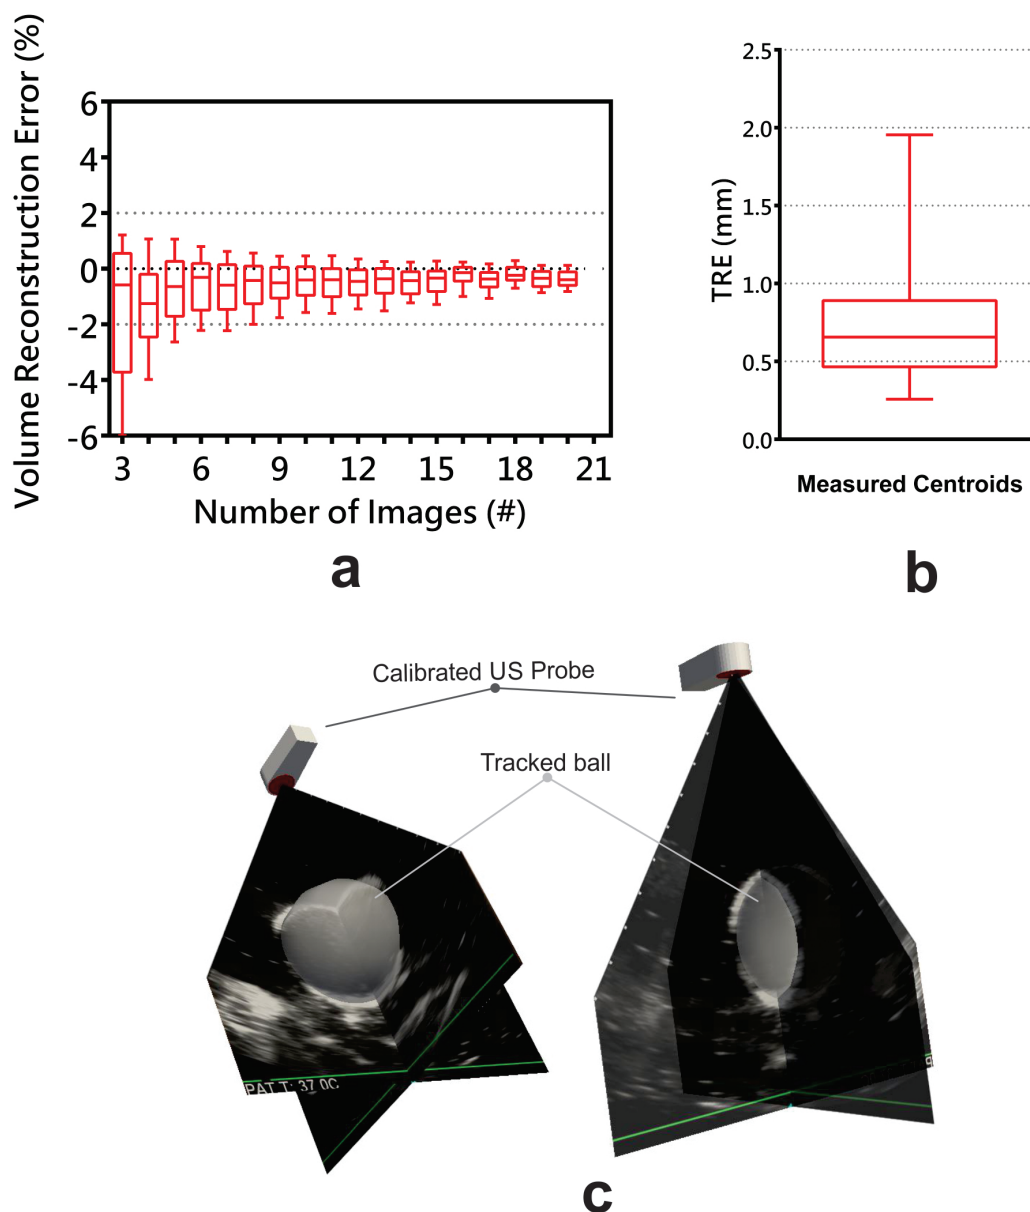 Volume Reconstruction Error (%)
6
4
2
0
-2
-4
-6
3
6
9
12
15
18
21
Number of Images (#)
a
TRE (mm)
2.5
2.0
1.5
1.0
0.5
0.0
Measured Centroids
b
Calibrated US Probe
Tracked ball
PAT T: 37.0C
c